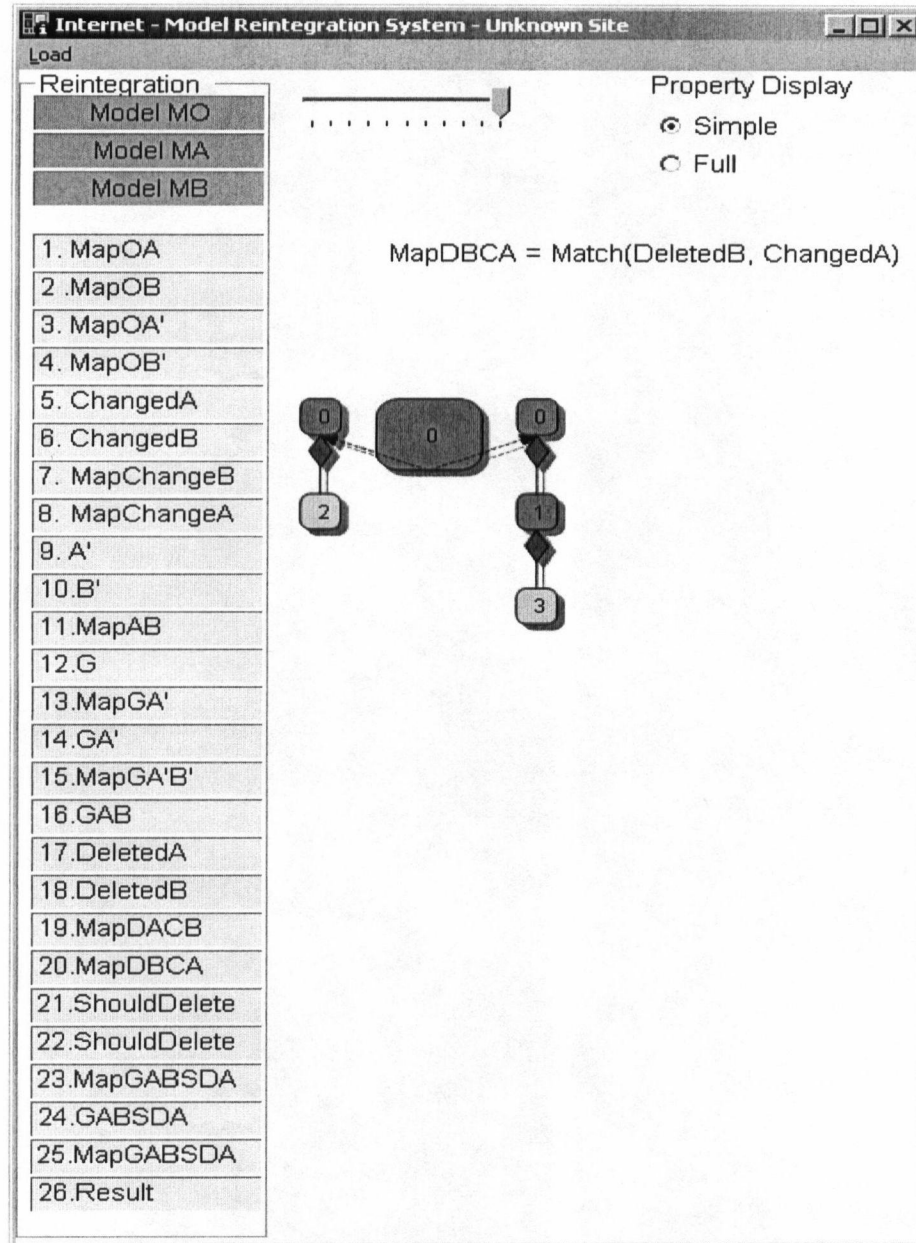 Internet - Model Reintegration System - Unknown Site
Load
Reintegration
Model MO
Model MA
Model MB
1. MapOA
2 .MapOB
3. MapOA'
4. MapOB'
5. ChangedA
6. ChangedB
7. MapChangeB
8. MapChangeA
9. A'
10.B'
11.MapAB
12.G
13.MapGA'
14.GA'
15.MapGA'B'
16.GAB
17.DeletedA
18.DeletedB
19.MapDACB
20.MapDBCA
21.ShouldDelete
22.ShouldDelete
23.MapGABSDA
24.GABSDA
25.MapGABSDA
26.Result
Property Display
Simple
Full
MapDBCA = Match(DeletedB, ChangedA)
0 0 0
2 1
3